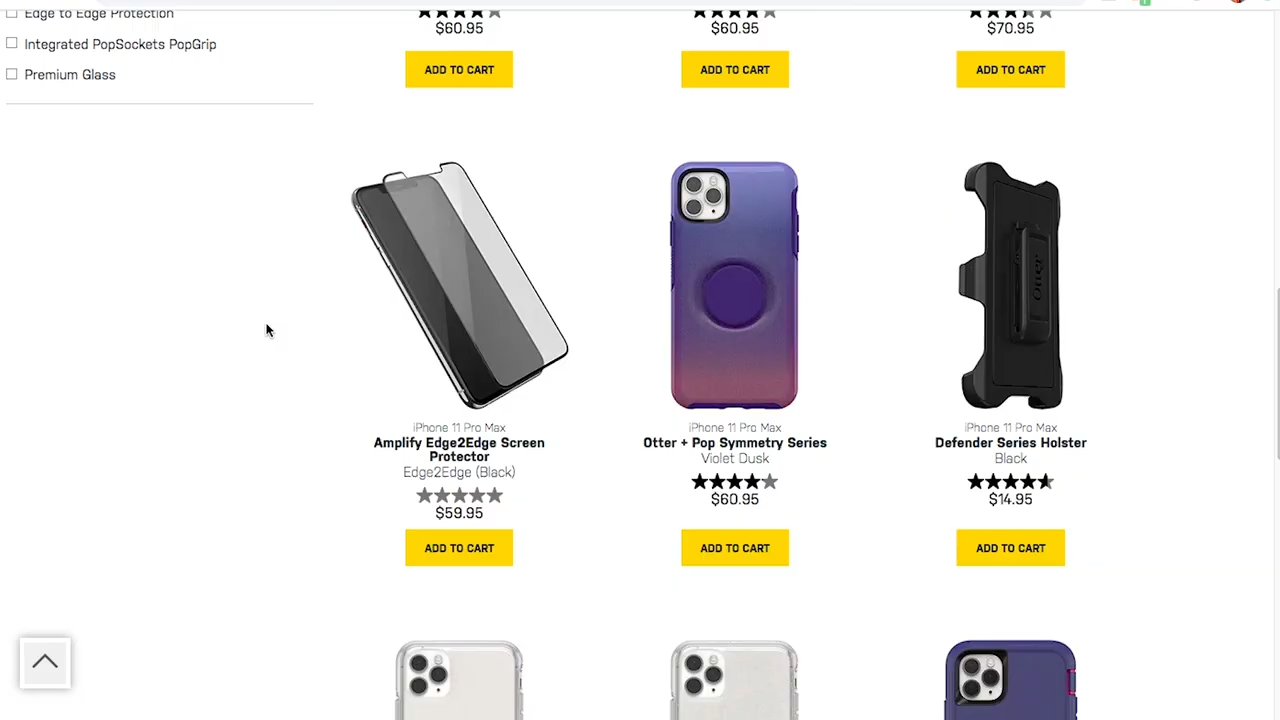 Edge to Edge Protection
Integrated PopSockets PopGrip
Premium Glass
$60.95
$60.95
$70.95
ADD TO CART
ADD TO CART
ADD TO CART
otter
iPhone 11 Pro Max
Amplify Edge2Edge Screen
Protector
Edge2Edge (Black)
$59.95
ADD TO CART
iPhone 11 Pro Max
Otter + Pop Symmetry Series
Violet Dusk
$60.95
ADD TO CART
iPhone 11 Pro Max
Defender Series Holster
Black
$14.95
ADD TO CART